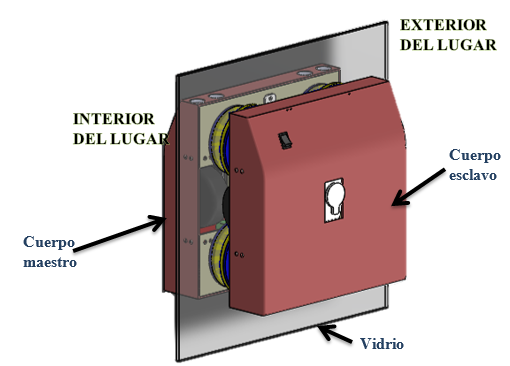 EXTERIOR
DEL LUGAR
INTERIOR
DEL LUGAR
Cuerpo
esclavo
Cuerpo
maestro
Vidrio